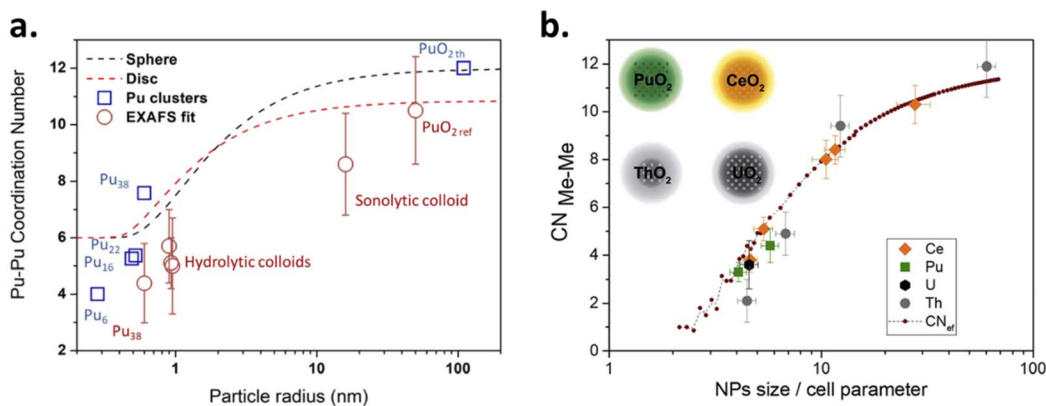 a.
Pu-Pu Coordination Number
12
10
8
6
4
2
Sphere
Disc
Pu clusters
EXAFS fit
PuO2 th
PuO2 ref
Pu38
Sonolytic colloid
Pu22
Pu16
Hydrolytic colloids
Pu6
Pu38
1
10
100
Particle radius (nm)
b.
CN Me-Me
12
10
8
6
4
2
0
PuO2
CeO2
ThO2
UO2
Ce
Pu
U
Th
CNef
1
10
100
NPs size / cell parameter